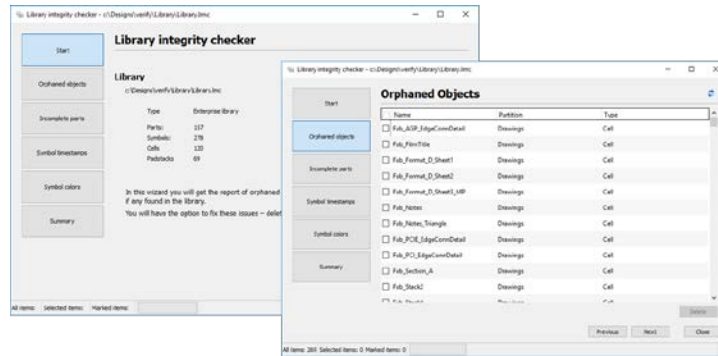 Library integrity checker - c:\Designs\verify\Library\Library.lmc
Start
Orphaned objects
Incomplete parts
Symbol timestamps
Symbol colors
Summary
Library integrity checker
Library
c:\Designs\verify\Library\Library.lmc
Type Enterprise library
Parts: 157
Symbols: 278
Cells 120
Padstacks 69
In this wizard you will get the report of orphaned
if any found in the library.
You will have the option to fix these issues – delet
All items: Selected items: Marked items:
Library integrity checker - c:\Designs\verify\Library\Library.lmc
Start
Orphaned objects
Incomplete parts
Symbol timestamps
Symbol colors
Summary
Orphaned Objects
Name Partition Type
Fab_AGP_EdgeConnDetail Drawings Cell
Fab_FilmTitle Drawings Cell
Fab_Format_D_Sheet1 Drawings Cell
Fab_Format_D_Sheet2 Drawings Cell
Fab_Format_D_Sheet3_MP Drawings Cell
Fab_Notes Drawings Cell
Fab_Notes_Triangle Drawings Cell
Fab_PCIE_EdgeConnDetail Drawings Cell
Fab_PCI_EdgeConnDetail Drawings Cell
Fab_Section_A Drawings Cell
Fab_Stack2 Drawings Cell
Delete
Previous Next Close
All items: 269 Selected items: 0 Marked items: 0